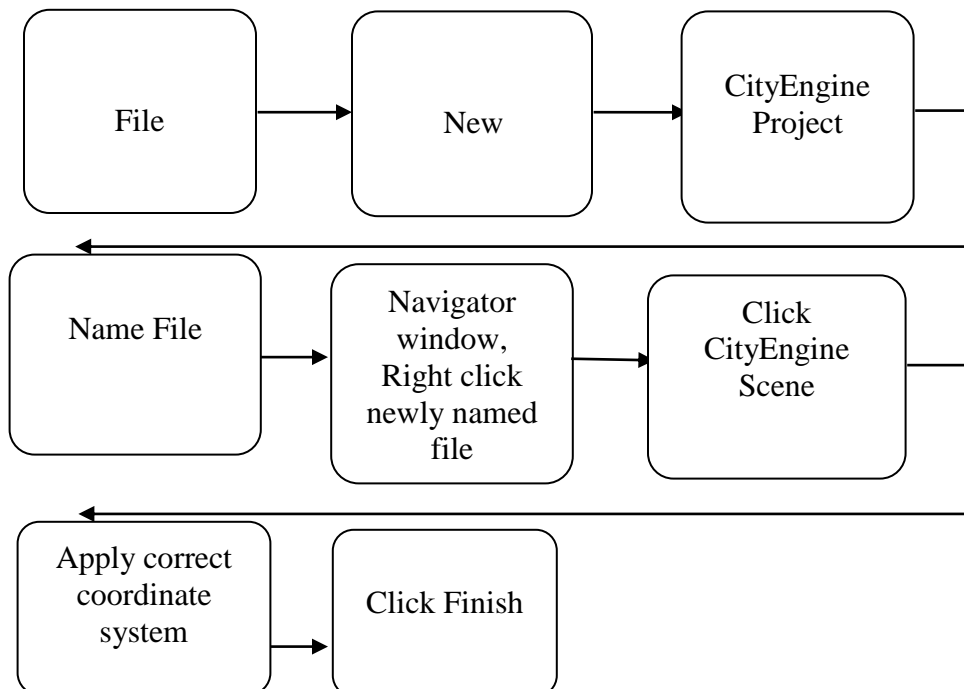 File
New
CityEngine
Project
Name File
Navigator
window,
Right click
newly named
file
Click
CityEngine
Scene
Apply correct
coordinate
system
Click Finish